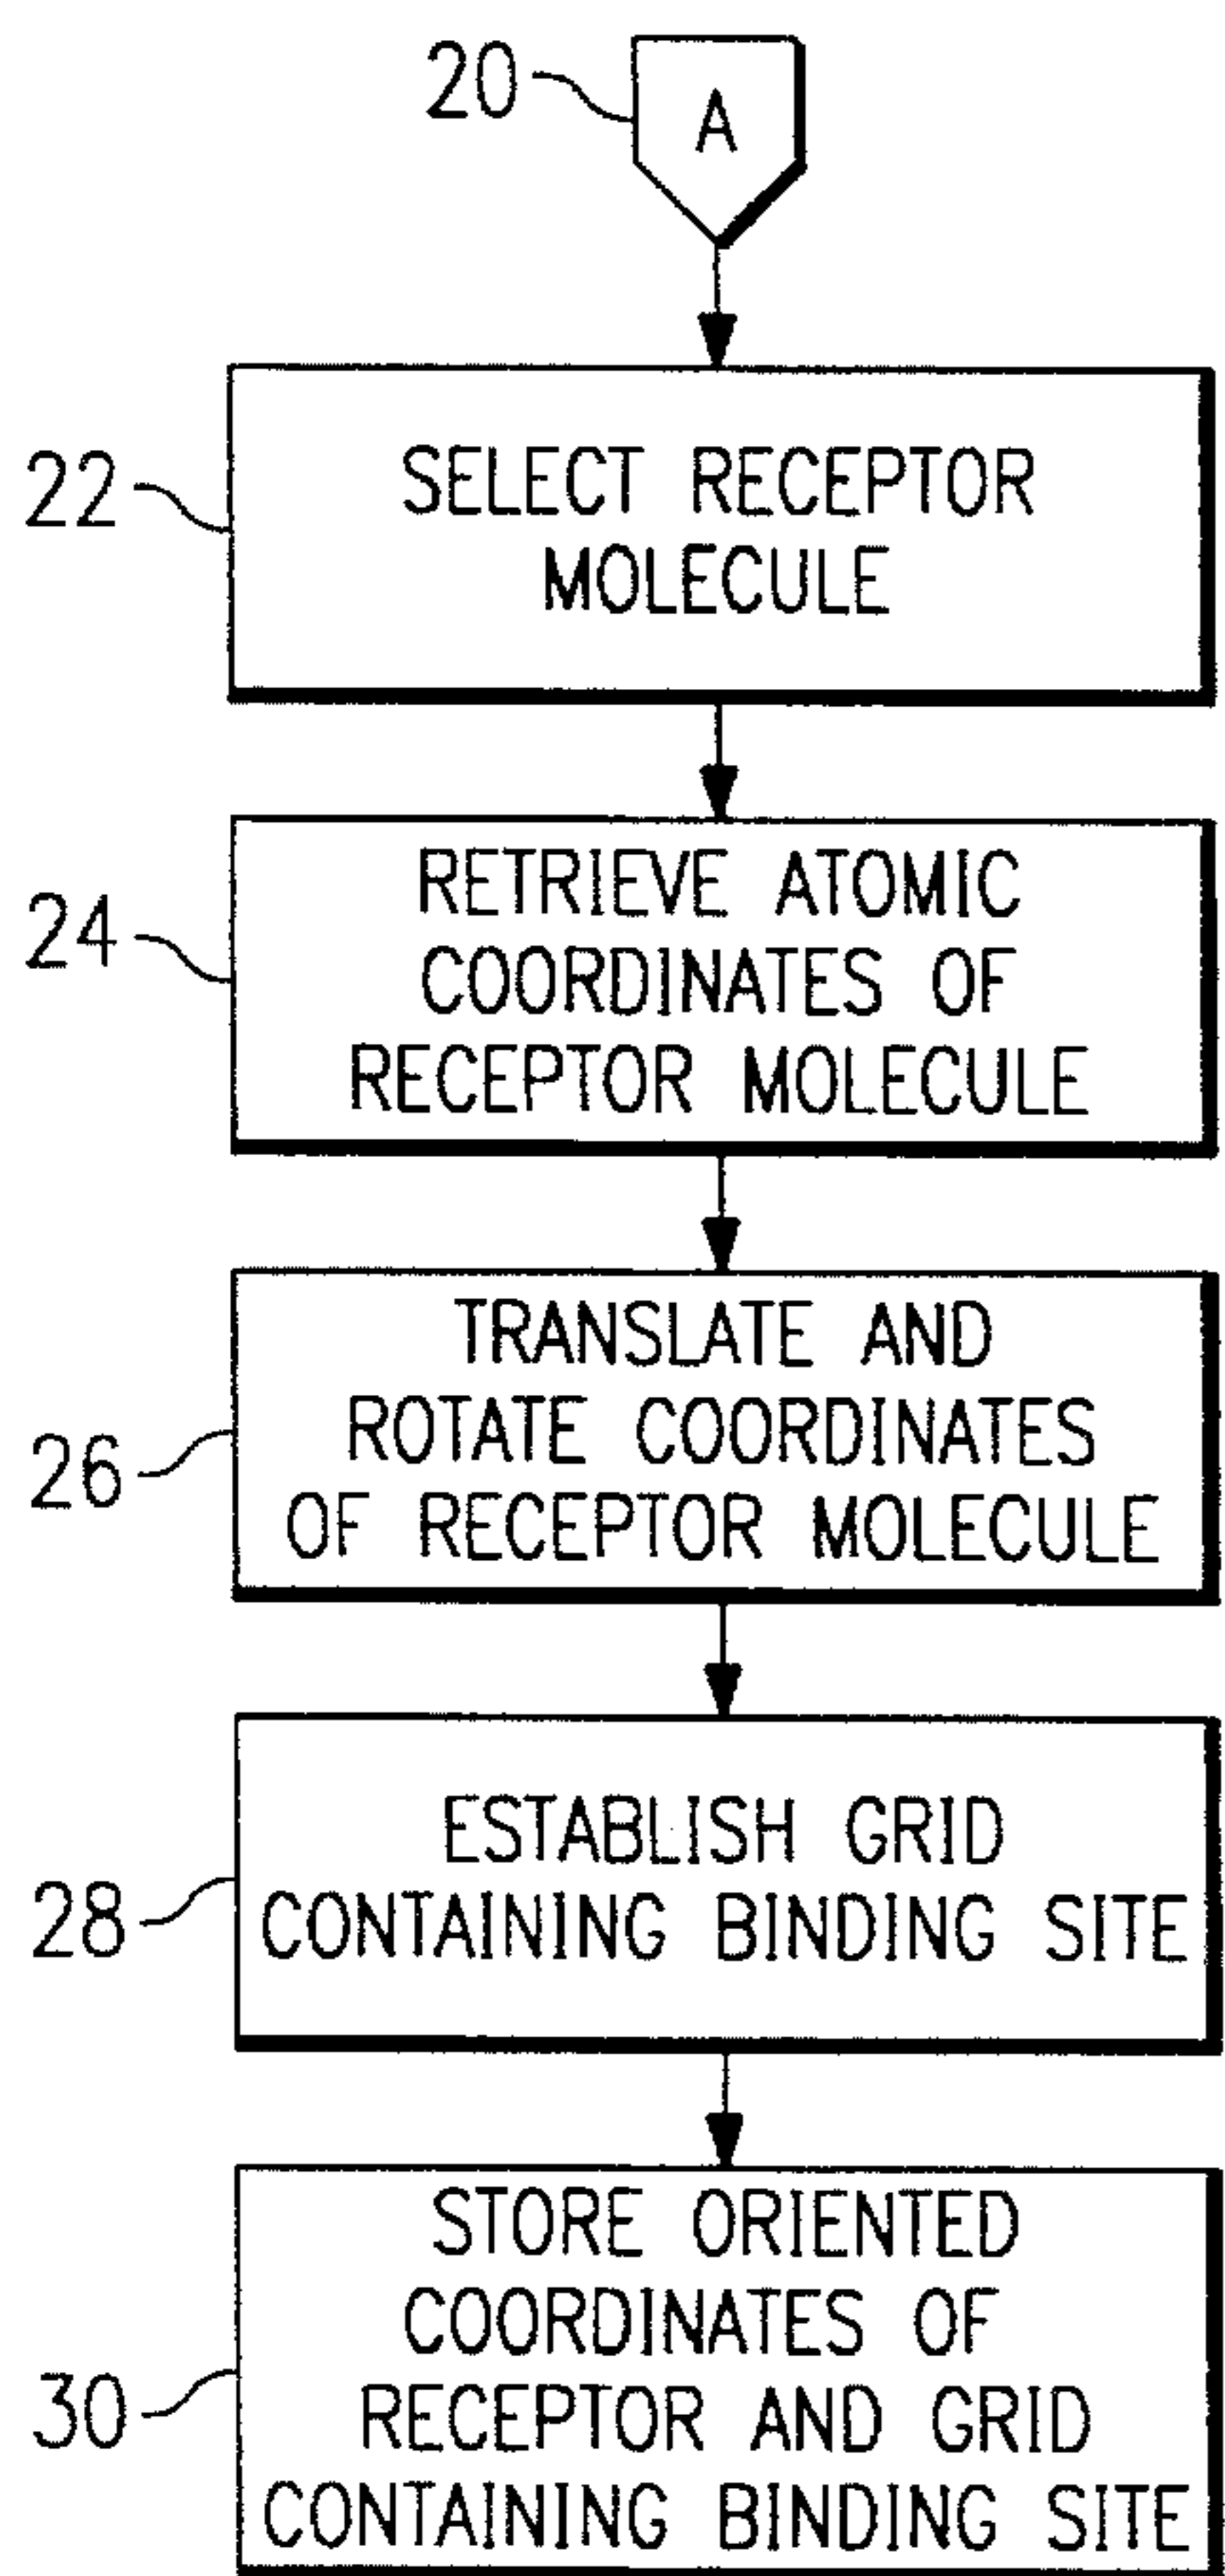 20
A
22
SELECT RECEPTOR
MOLECULE
24
RETRIEVE ATOMIC
COORDINATES OF
RECEPTOR MOLECULE
26
TRANSLATE AND
ROTATE COORDINATES
OF RECEPTOR MOLECULE
28
ESTABLISH GRID
CONTAINING BINDING SITE
30
STORE ORIENTED
COORDINATES OF
RECEPTOR AND GRID
CONTAINING BINDING SITE